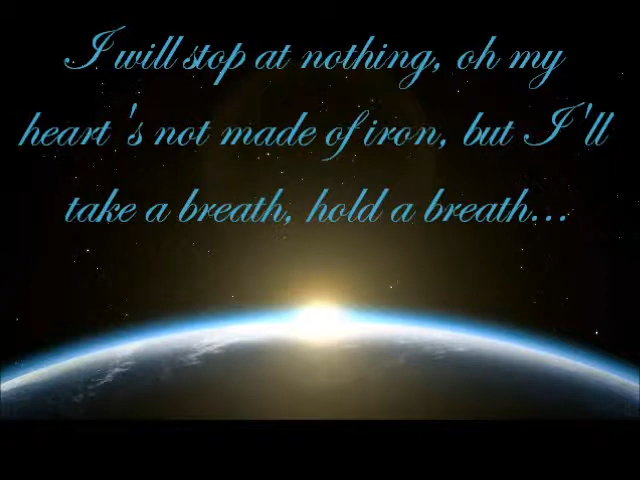 I will stop at nothing, oh my
heart 's not made of iron, but I'll
take a breath, hold a breath...